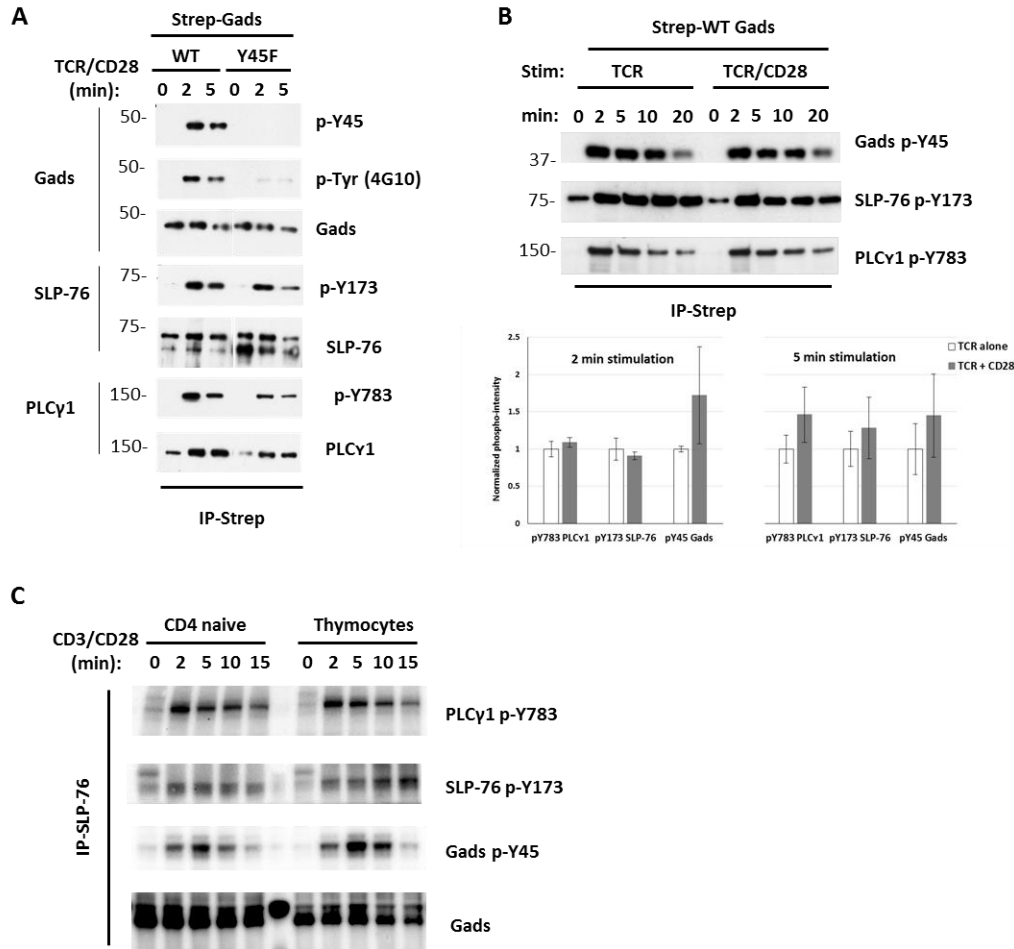 A
Strep-Gads
WT Y45F
TCR/CD28
(min): 0 2 5 0 2 5
50- p-Y45
50- p-Tyr (4G10)
Gads
50- Gads
75- p-Y173
SLP-76
75- SLP-76
150- p-Y783
PLCγ1
150- PLCγ1
IP-Strep
B
Strep-WT Gads
Stim: TCR TCR/CD28
min: 0 2 5 10 20 0 2 5 10 20
37- Gads p-Y45
75- SLP-76 p-Y173
150- PLCγ1 p-Y783
IP-Strep
Normalized phospho-intensity
2.5
2
1.5
1
0.5
0
2 min stimulation
pY783 PLCγ1 pY173 SLP-76 pY45 Gads
5 min stimulation
pY783 PLCγ1 pY173 SLP-76 pY45 Gads
TCR alone
TCR + CD28
C
CD4 naive Thymocytes
CD3/CD28
(min): 0 2 5 10 15 0 2 5 10 15
IP-SLP-76
PLCγ1 p-Y783
SLP-76 p-Y173
Gads p-Y45
Gads